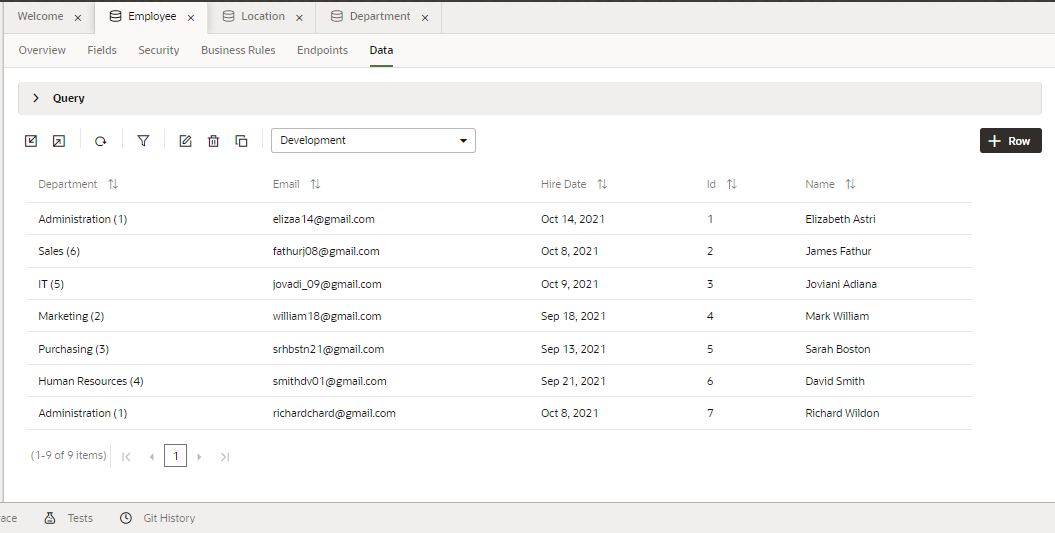 Welcome × Employee × Location × Department ×
Overview Fields Security Business Rules Endpoints Data
Query
Development + Row
Department Email Hire Date Id Name
Administration (1) elizaa14@gmail.com Oct 14, 2021 1 Elizabeth Astri
Sales (6) fathurj08@gmail.com Oct 8, 2021 2 James Fathur
IT (5) jovadi_09@gmail.com Oct 9, 2021 3 Joviani Adiana
Marketing (2) william18@gmail.com Sep 18, 2021 4 Mark William
Purchasing (3) srhbstn21@gmail.com Sep 13, 2021 5 Sarah Boston
Human Resources (4) smithdv01@gmail.com Sep 21, 2021 6 David Smith
Administration (1) richardchard@gmail.com Oct 8, 2021 7 Richard Wildon
(1-9 of 9 items) 1
ace Tests Git History